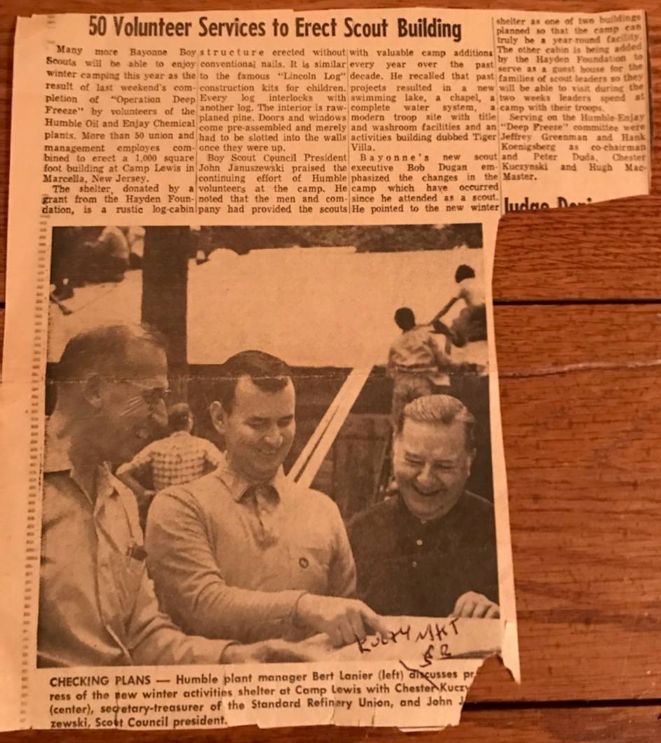 50 Volunteer Services to Erect Scout Building
Many more Bayonne Boy
Scouts will be able to enjoy
winter camping this year as the
result of last weekend's com-
pletion of "Operation Deep
Freeze" by volunteers of the
Humble Oil and Enjay Chemical
plants. More than 50 union and
management employes com-
bined to erect a 1,000 square
foot building at Camp Lewis in
Marcella, New Jersey.
The shelter, donated by a
grant from the Hayden Foun-
dation, is a rustic log-cabin
structure erected without
conventional nails. It is similar
to the famous "Lincoln Log"
construction kits for children.
Every log interlocks with
another log. The interior is raw-
planed pine. Doors and windows
come pre-assembled and merely
had to be slotted into the walls
once they were up.
Boy Scout Council President
John Januszewski praised the
continuing effort of Humble
volunteers at the camp. He
noted that the men and com-
pany had provided the scouts
with valuable camp additions
every year over the past
decade. He recalled that past
projects resulted in a new
swimming lake, a chapel, a
complete water system, a
modern troop site with title
and washroom facilities and an
activities building dubbed Tiger
Villa.
Bayonne's new scout
executive Bob Dugan em-
phasized the changes in the
camp which have occurred
since he attended as a scout.
He pointed to the new winter
shelter as one of two buildings
planned so that the camp can
truly be a year-round facility.
The other cabin is being added
by the Hayden Foundation to
serve as a guest house for the
families of scout leaders so they
will be able to visit during the
two weeks leaders spend at
camp with their troops.
Serving on the Humble-Enjay
"Deep Freeze" committee were
Jeffrey Greenman and Hank
Koenigsberg as co-chairman
and Peter Duda, Chester
Kuczynski and Hugh Mac-
Master.
Judge
KUCZY MKT
CHECKING PLANS — Humble plant manager Bert Lanier (left) discusses pr
ress of the new winter activities shelter at Camp Lewis with Chester Kuczy
(center), secretary-treasurer of the Standard Refinery Union, and John J
zewski, Scout Council president.